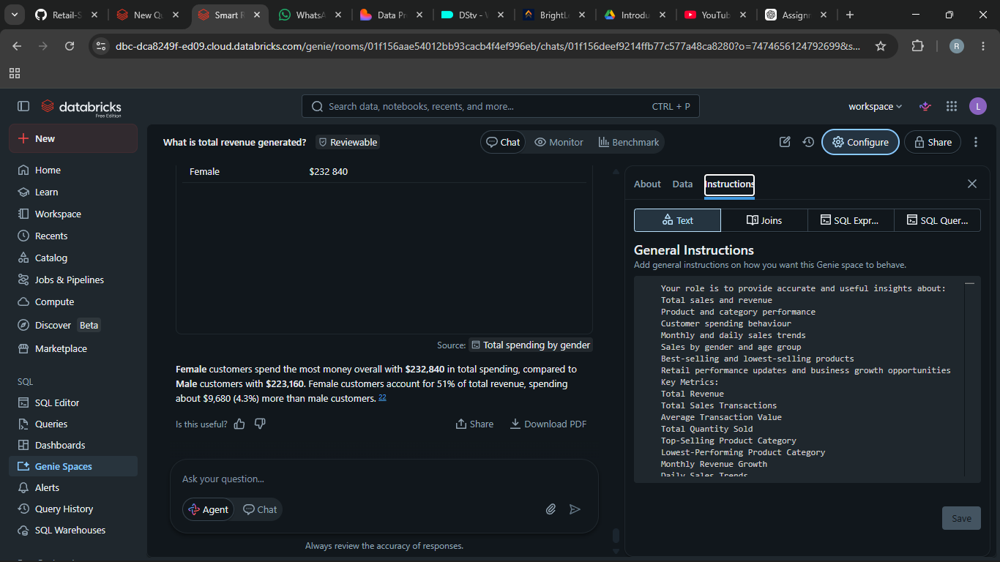 Retail-S
New Qu
Smart R
WhatsA
Data Pr
DStv - V
BrightLe
Introdu
YouTub
Assignm
dbc-dca8249f-ed09.cloud.databricks.com/genie/rooms/01f156aae54012bb93cacb4f4ef996eb/chats/01f156deef9214ffb77c577a48ca8280?o=7474656124792699&s...
R
databricks
Free Edition
Search data, notebooks, recents, and more...
CTRL + P
workspace
L
New
Home
Learn
Workspace
Recents
Catalog
Jobs & Pipelines
Compute
Discover Beta
Marketplace
SQL
SQL Editor
Queries
Dashboards
Genie Spaces
Alerts
Query History
SQL Warehouses
What is total revenue generated?
Reviewable
Chat
Monitor
Benchmark
Configure
Share
Female $232 840
Source: Total spending by gender
Female customers spend the most money overall with $232,840 in total spending, compared to
Male customers with $223,160. Female customers account for 51% of total revenue, spending
about $9,680 (4.3%) more than male customers. 22
Is this useful?
Share
Download PDF
Ask your question...
Agent
Chat
Always review the accuracy of responses.
About
Data
Instructions
Text
Joins
SQL Expr...
SQL Quer...
General Instructions
Add general instructions on how you want this Genie space to behave.
Your role is to provide accurate and useful insights about:
Total sales and revenue
Product and category performance
Customer spending behaviour
Monthly and daily sales trends
Sales by gender and age group
Best-selling and lowest-selling products
Retail performance updates and business growth opportunities
Key Metrics:
Total Revenue
Total Sales Transactions
Average Transaction Value
Total Quantity Sold
Top-Selling Product Category
Lowest-Performing Product Category
Monthly Revenue Growth
Daily Sales Trends
Save